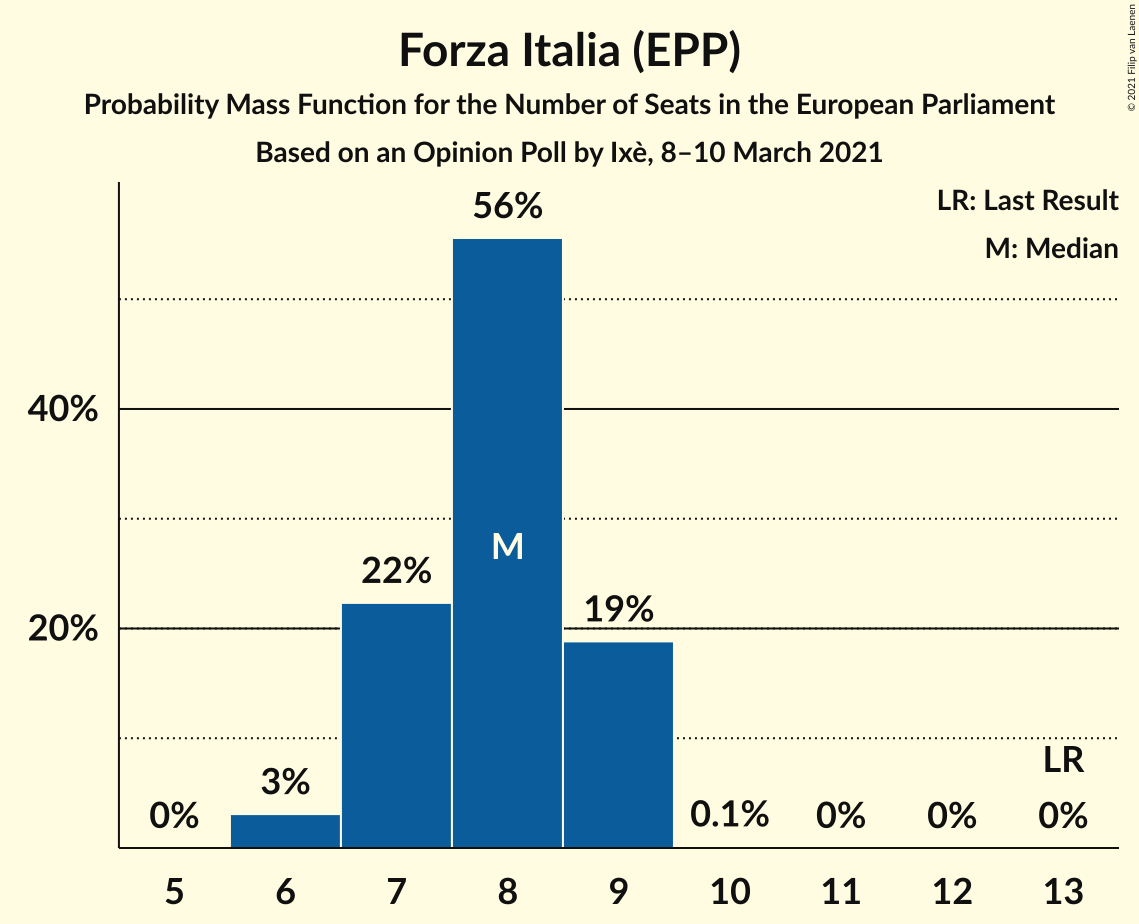 Forza Italia (EPP)
Probability Mass Function for the Number of Seats in the European Parliament
Based on an Opinion Poll by Ixè, 8–10 March 2021
© 2021 Filip van Laenen
LR: Last Result
M: Median
56%
40%
M
22%
19%
20%
LR
0%
3%
0.1%
0%
0%
0%
5 6 7 8 9 10 11 12 13